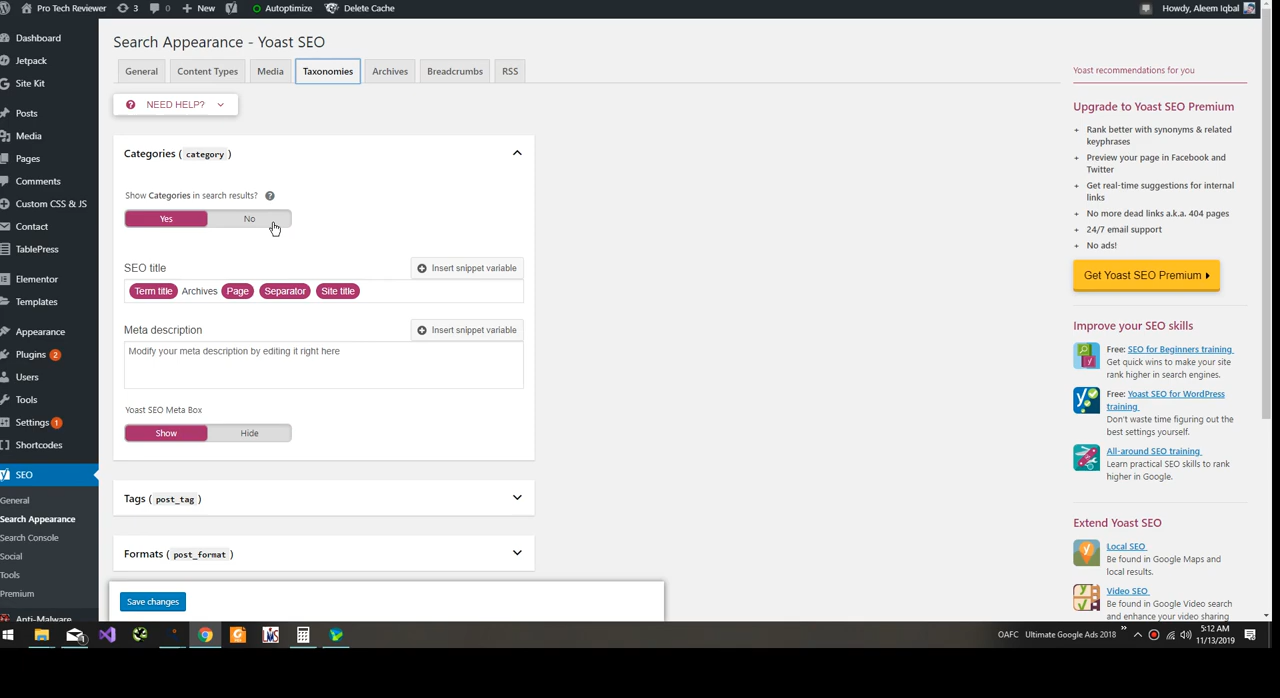 Pro Tech Reviewer 3 0 New Autoptimize Delete Cache Howdy, Aleem Iqbal
Dashboard
Jetpack
Site Kit
Posts
Media
Pages
Comments
Custom CSS & JS
Contact
TablePress
Elementor
Templates
Appearance
Plugins 2
Users
Tools
Settings 1
Shortcodes
SEO
General
Search Appearance
Search Console
Social
Tools
Premium
Anti-Malware
Search Appearance - Yoast SEO
General Content Types Media Taxonomies Archives Breadcrumbs RSS
NEED HELP?
Categories ( category )
Show Categories in search results?
Yes No
SEO title Insert snippet variable
Term title Archives Page Separator Site title
Meta description Insert snippet variable
Modify your meta description by editing it right here
Yoast SEO Meta Box
Show Hide
Tags ( post_tag )
Formats ( post_format )
Save changes
Yoast recommendations for you
Upgrade to Yoast SEO Premium
+ Rank better with synonyms & related
keyphrases
+ Preview your page in Facebook and
Twitter
+ Get real-time suggestions for internal
links
+ No more dead links a.k.a. 404 pages
+ 24/7 email support
+ No ads!
Get Yoast SEO Premium
Improve your SEO skills
Free: SEO for Beginners training
Get quick wins to make your site
rank higher in search engines.
Free: Yoast SEO for WordPress
training
Don't waste time figuring out the
best settings yourself.
All-around SEO training
Learn practical SEO skills to rank
higher in Google.
Extend Yoast SEO
Local SEO
Be found in Google Maps and
local results.
Video SEO
Be found in Google Video search
and enhance your video sharing
OAFC Ultimate Google Ads 2018 » 5:12 AM
11/13/2019